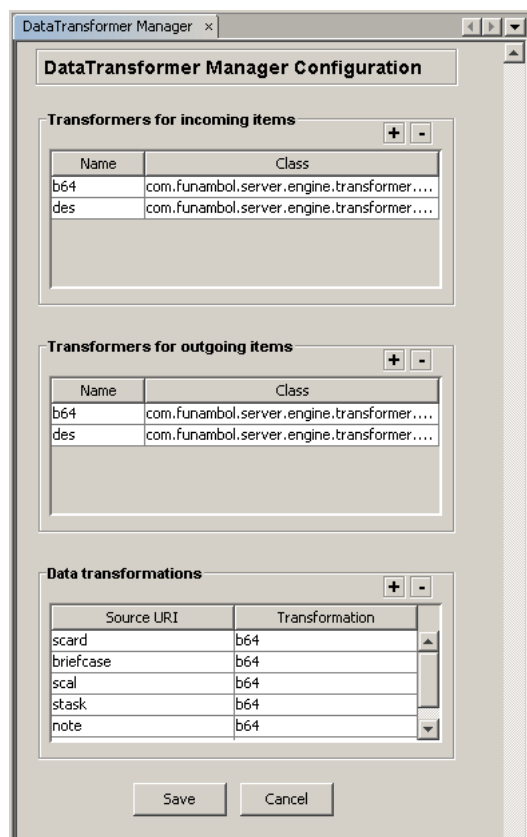 DataTransformer Manager ×
DataTransformer Manager Configuration
Transformers for incoming items
+ -
Name Class
b64 com.funambol.server.engine.transformer....
des com.funambol.server.engine.transformer....
Transformers for outgoing items
+ -
Name Class
b64 com.funambol.server.engine.transformer....
des com.funambol.server.engine.transformer....
Data transformations
+ -
Source URI Transformation
scard b64
briefcase b64
scal b64
stask b64
note b64
Save Cancel